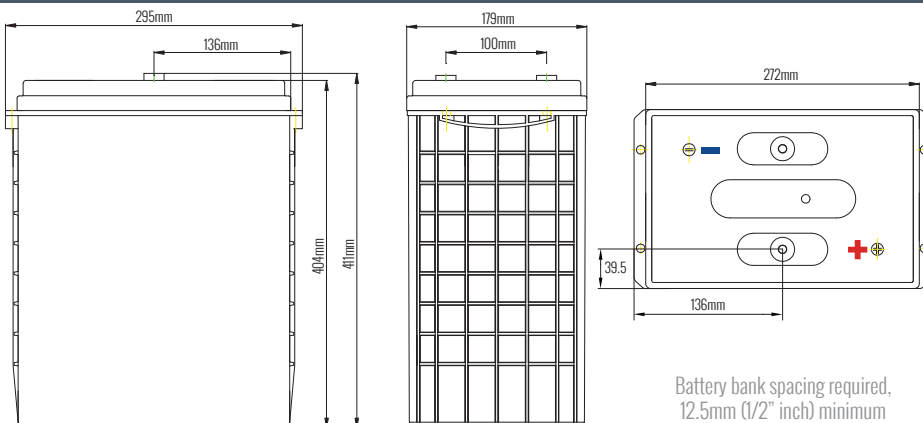 295mm
136mm
404mm
411mm
179mm
100mm
272mm
39.5
136mm
Battery bank spacing required,
12.5mm (1/2” inch) minimum